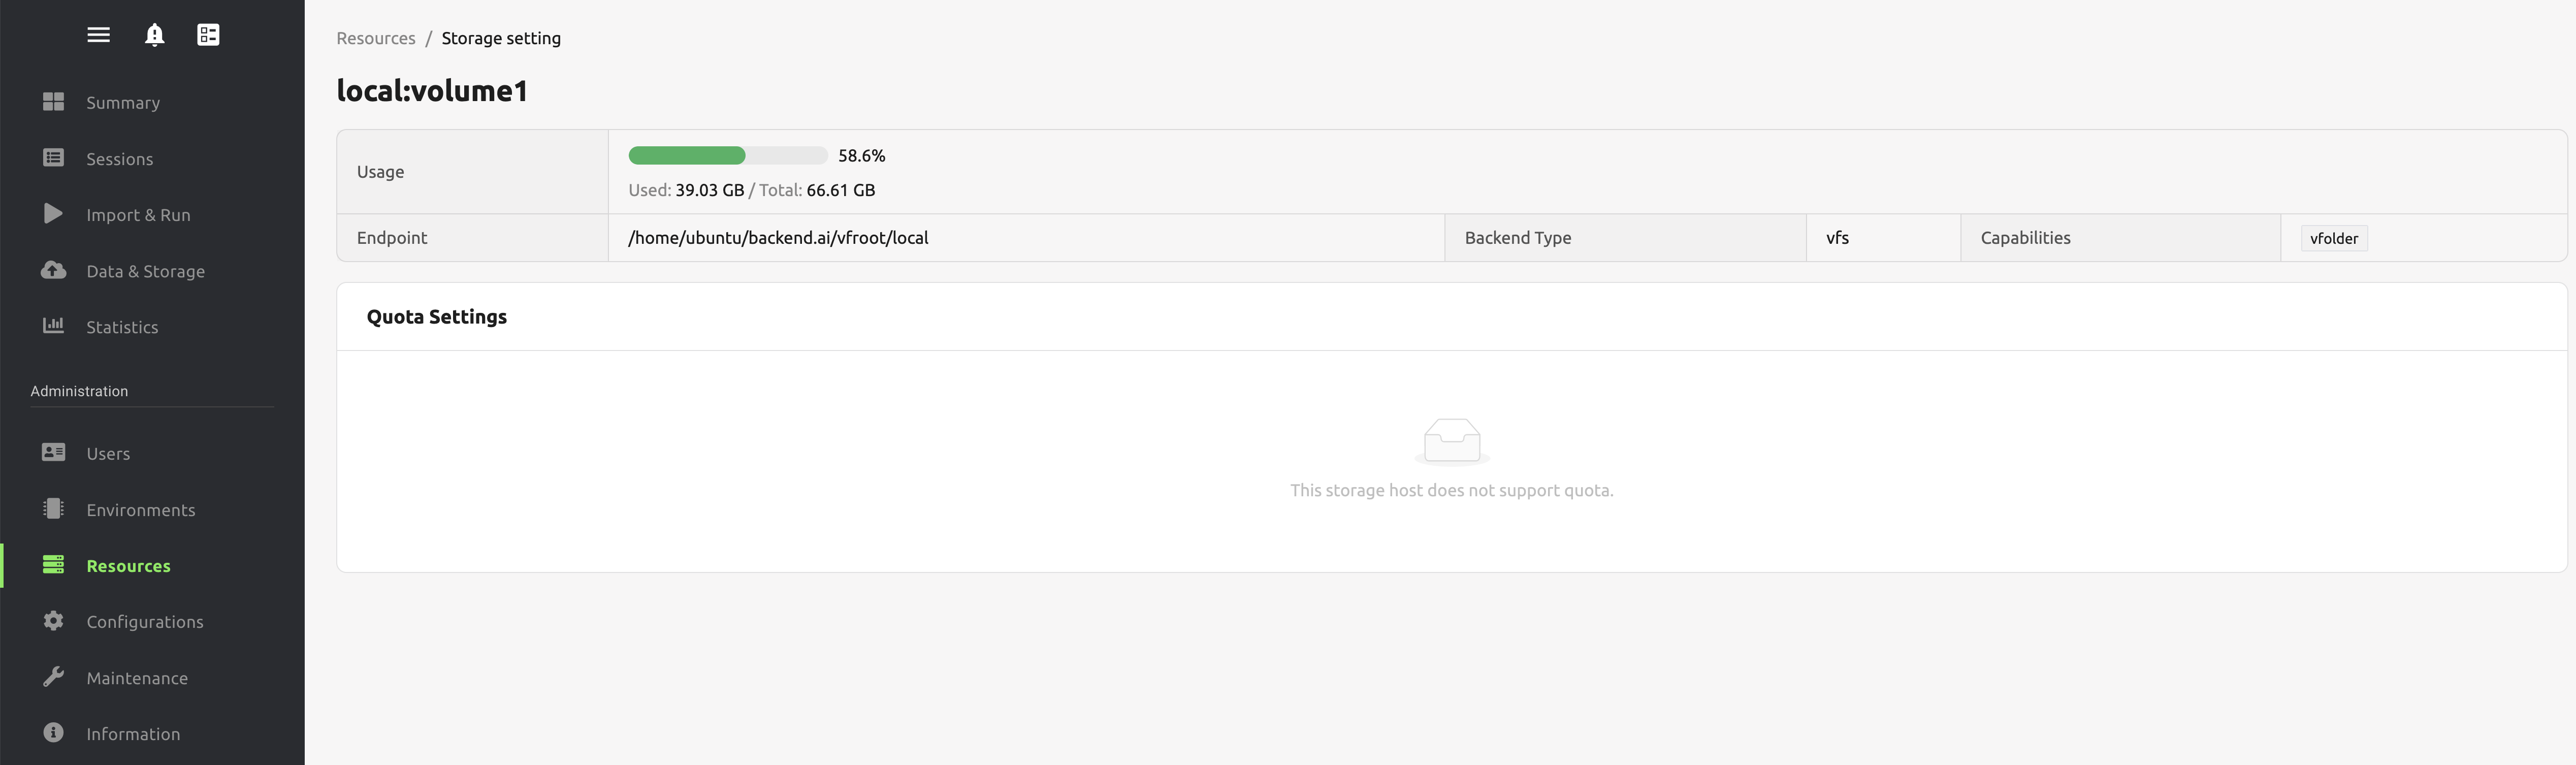 Summary
Sessions
Import & Run
Data & Storage
Statistics
Administration
Users
Environments
Resources
Configurations
Maintenance
Information
Resources / Storage setting
local:volume1
Usage
58.6%
Used: 39.03 GB / Total: 66.61 GB
Endpoint
/home/ubuntu/backend.ai/vfroot/local
Backend Type
vfs
Capabilities
vfolder
Quota Settings
This storage host does not support quota.